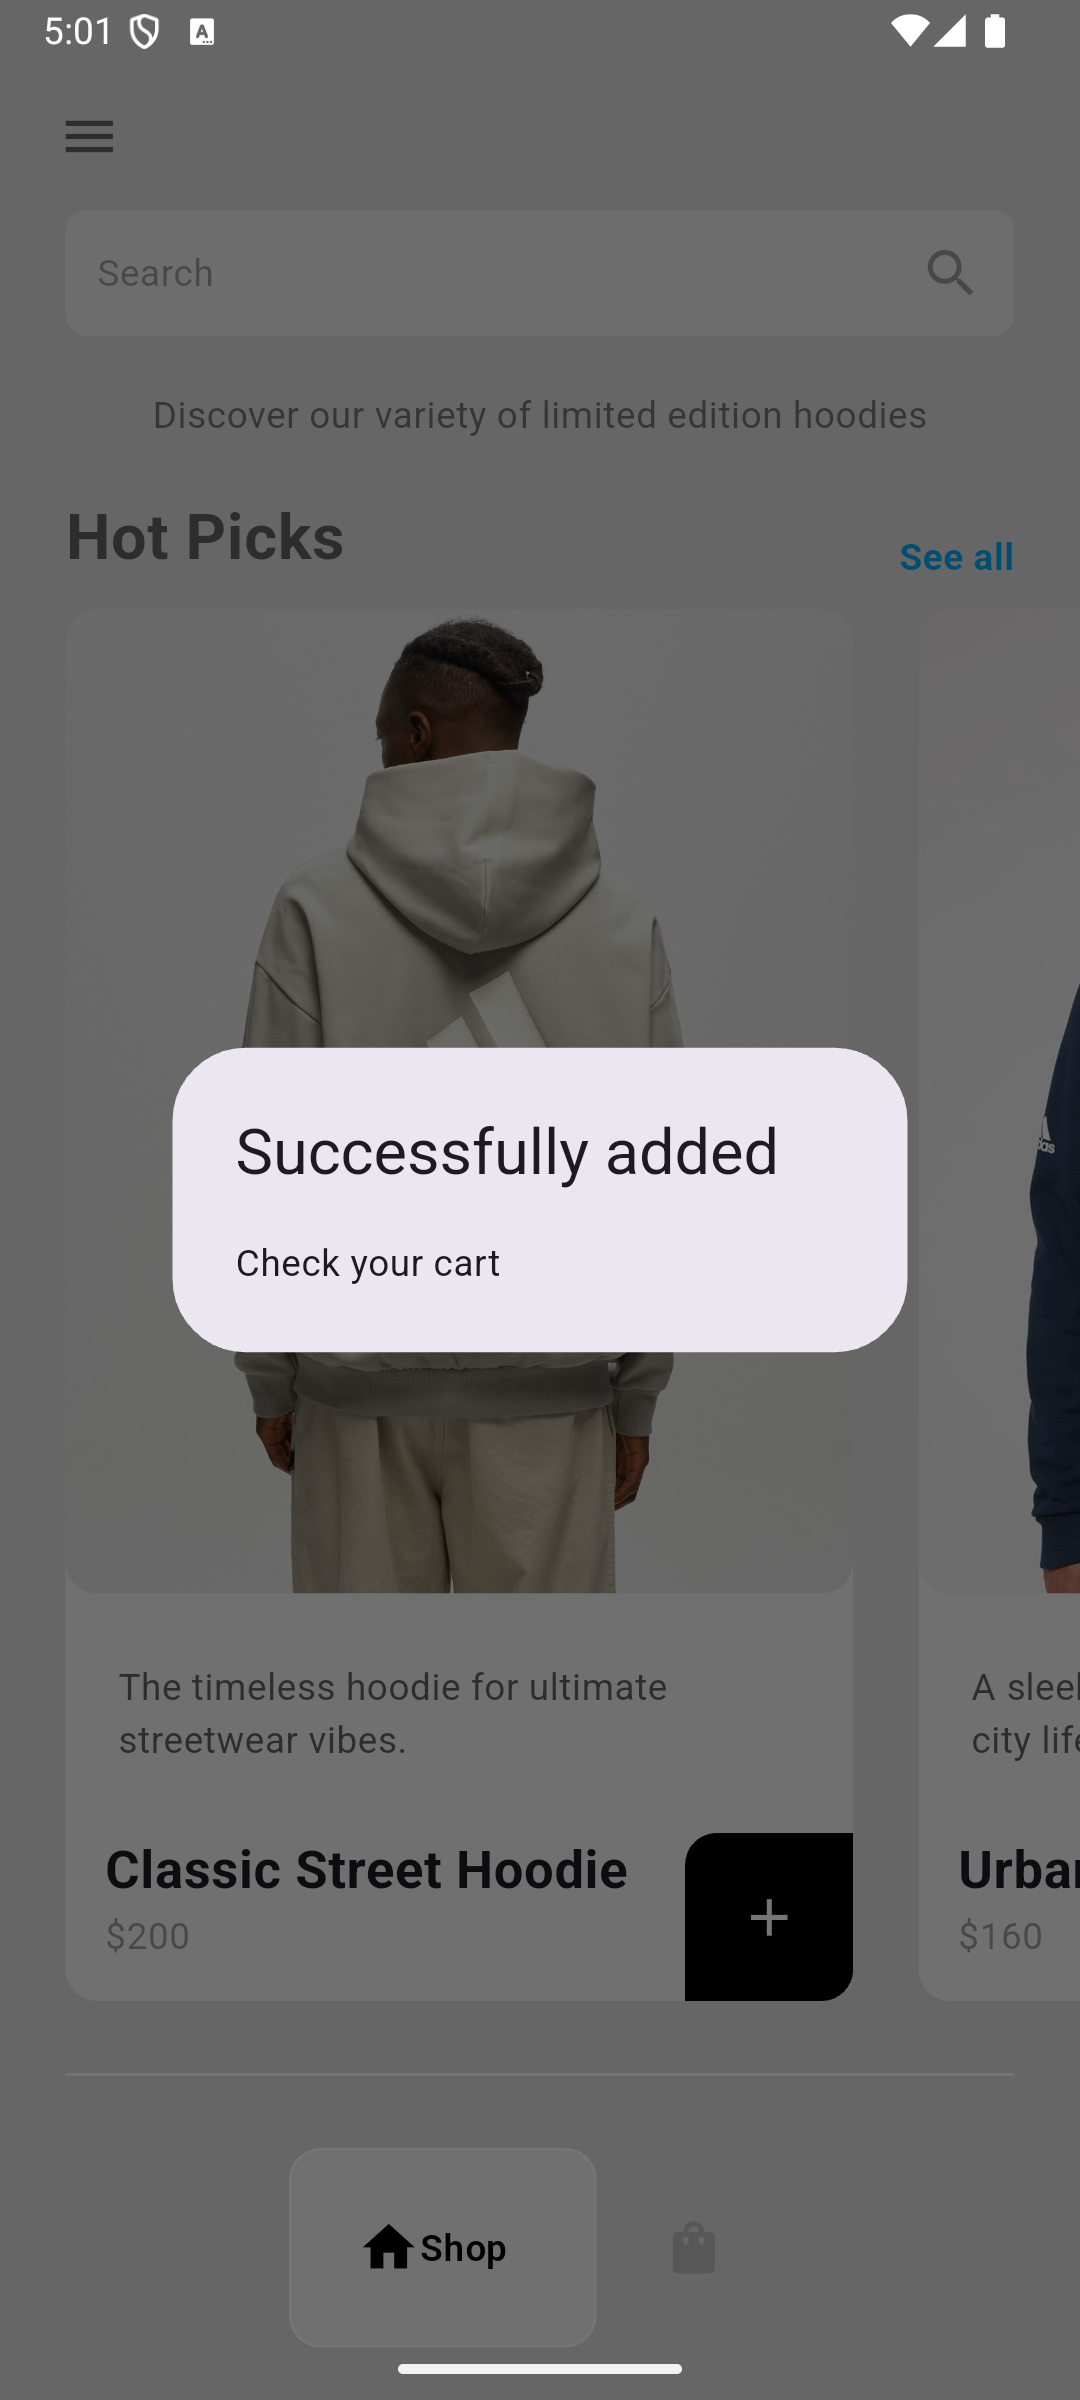 5:01
Search
Discover our variety of limited edition hoodies
Hot Picks
See all
Successfully added
Check your cart
The timeless hoodie for ultimate
streetwear vibes.
Classic Street Hoodie
$200
city
$160
Shop